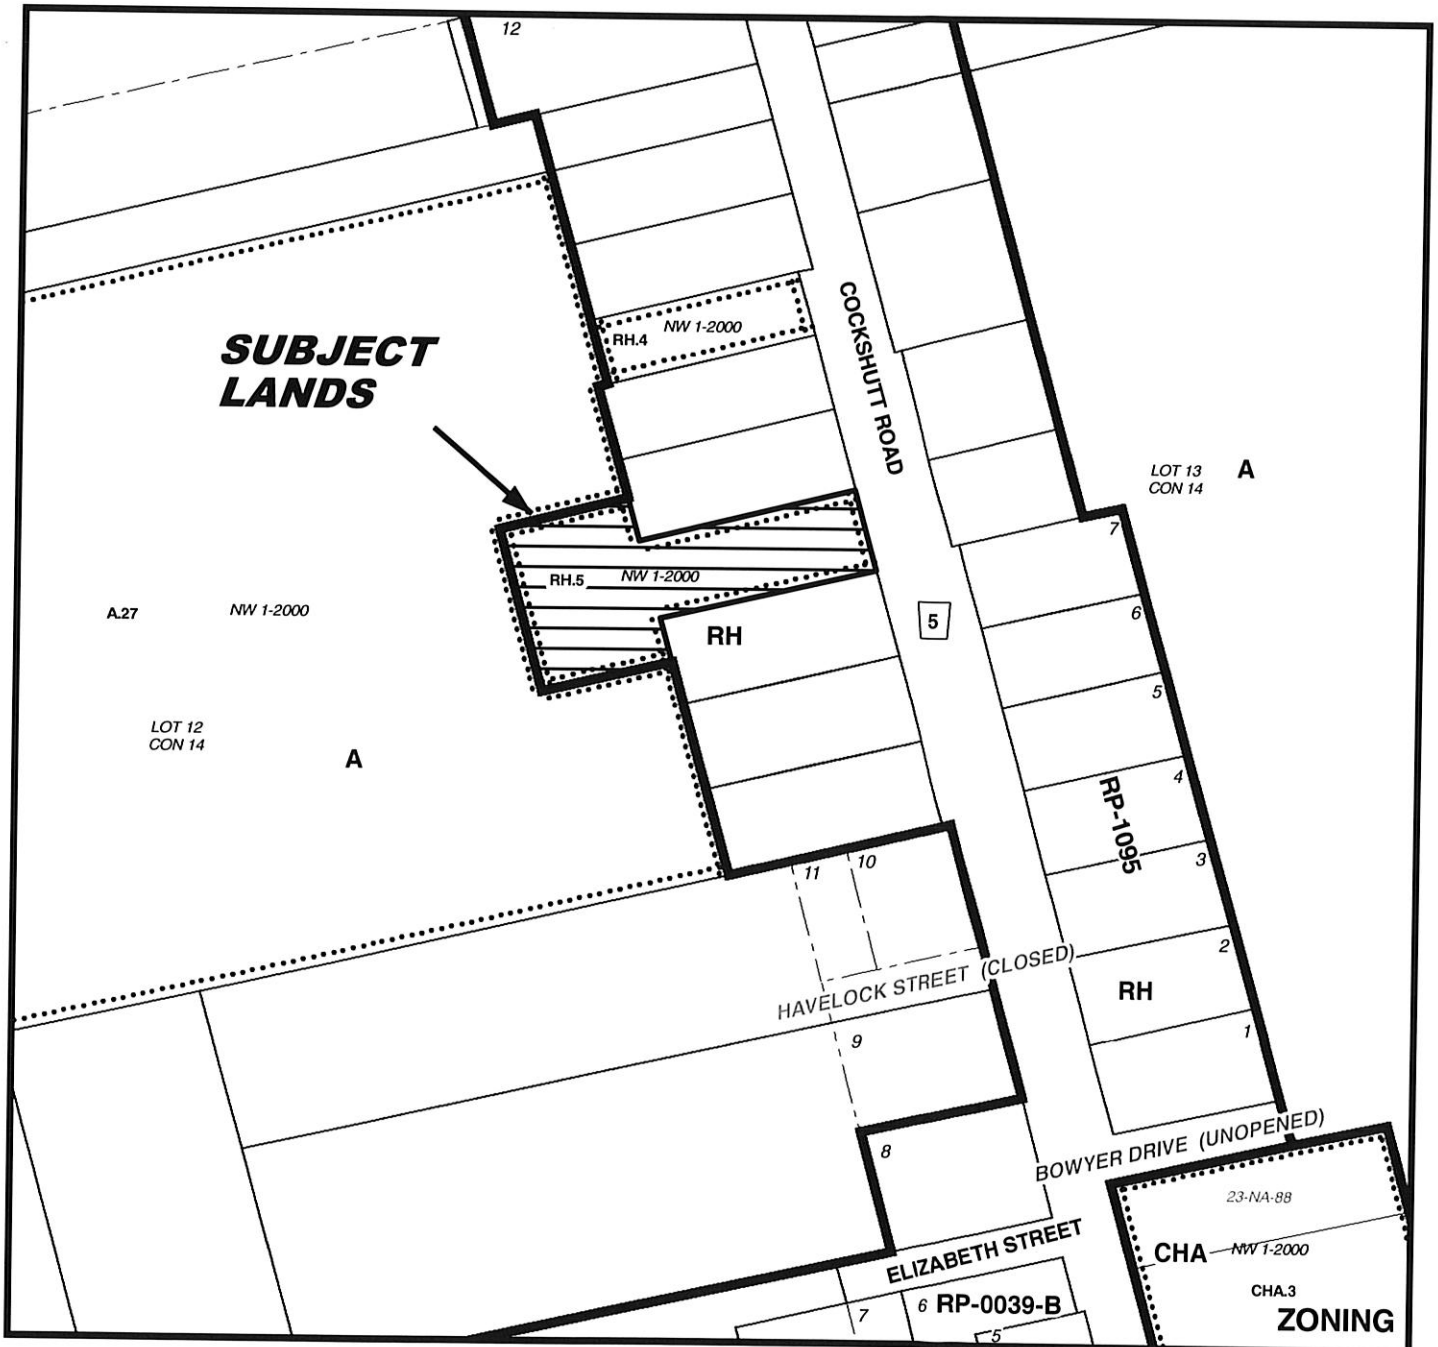 12
COCKSHUTT ROAD
RH.4
NW 1-2000
SUBJECT
LANDS
LOT 13
CON 14
A
7
RH.5
NW 1-2000
A.27
NW 1-2000
RH
5
6
5
LOT 12
CON 14
A
4
RP-1095
3
11
10
2
HAVELOCK STREET (CLOSED)
RH
9
1
BOWYER DRIVE (UNOPENED)
8
23-NA-88
ELIZABETH STREET
CHA
NW 1-2000
CHA.3
7
6
RP-0039-B
5
ZONING